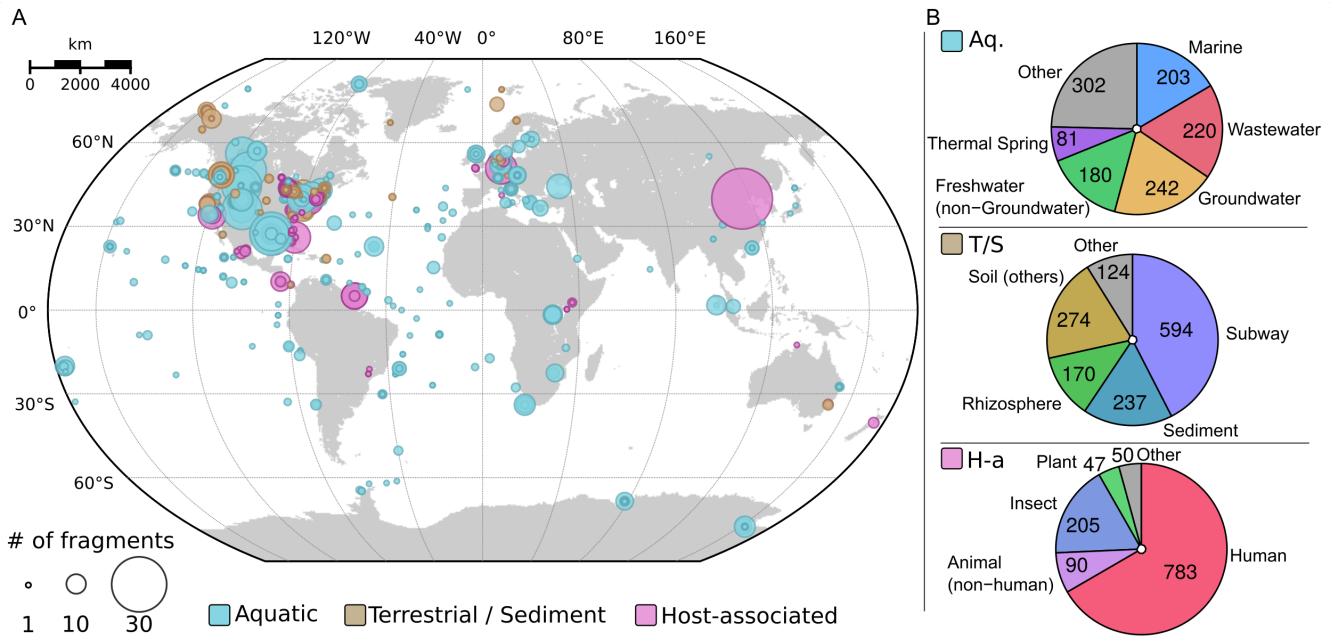 A
km
0 2000 4000
120°W 40°W 0° 80°E 160°E
60°N
30°N
0°
30°S
60°S
# of fragments
1 10 30
Aquatic
Terrestrial / Sediment
Host-associated
B
Aq.
Marine
203
Wastewater
220
Groundwater
242
Freshwater
(non−Groundwater)
180
Thermal Spring
81
Other
302
T/S
Other
124
Soil (others)
274
Subway
594
Rhizosphere
170
Sediment
237
H-a
Plant 47
50 Other
Insect
205
Animal
(non−human)
90
Human
783